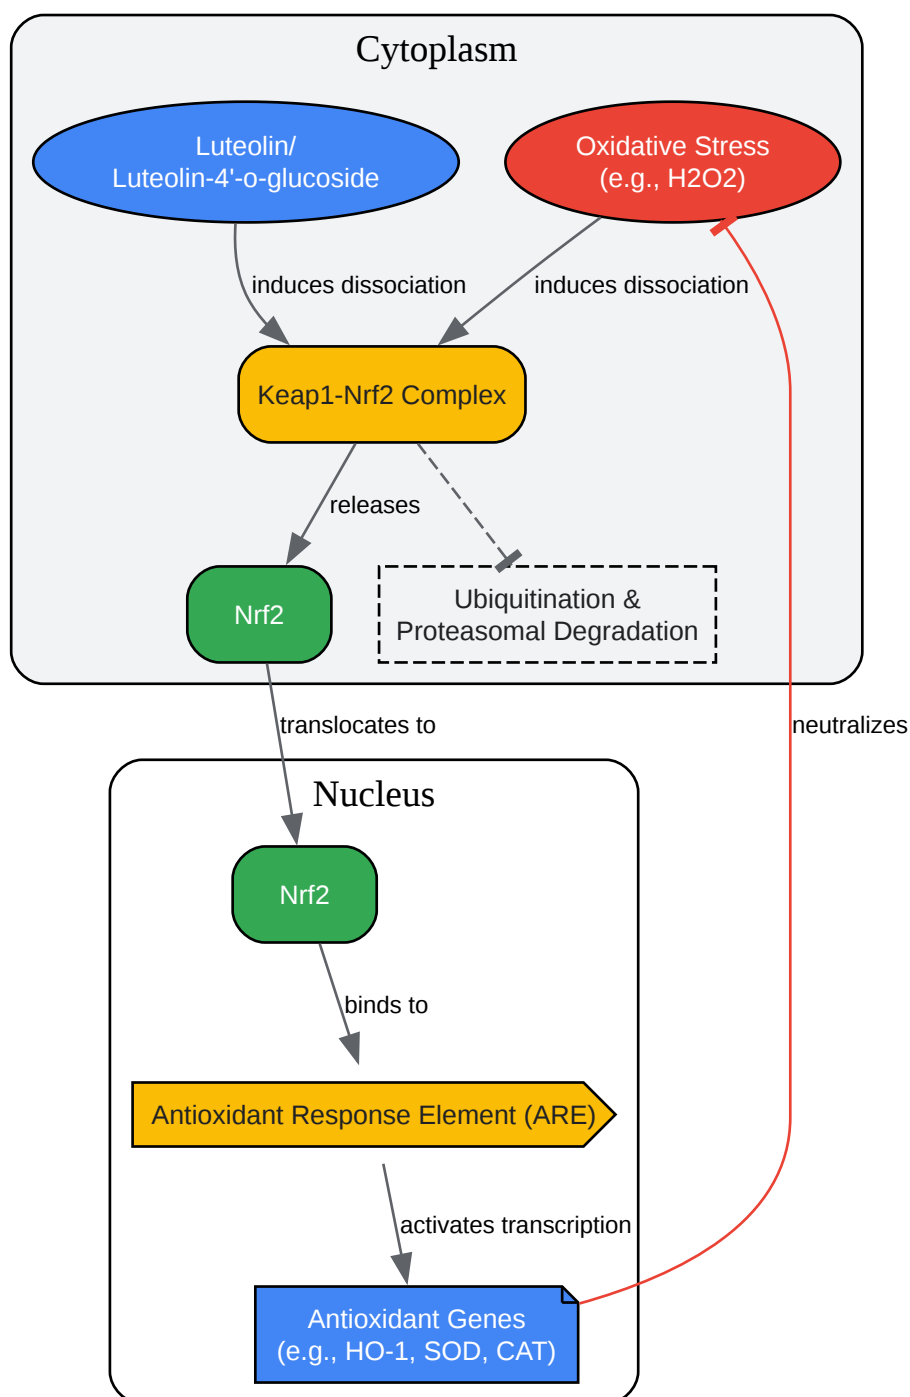 Cytoplasm
Luteolin/
Luteolin-4'-o-glucoside
Oxidative Stress
(e.g., H2O2)
induces dissociation
induces dissociation
Keap1-Nrf2 Complex
releases
Nrf2
Ubiquitination &
Proteasomal Degradation
translocates to
neutralizes
Nucleus
Nrf2
binds to
Antioxidant Response Element (ARE)
activates transcription
Antioxidant Genes
(e.g., HO-1, SOD, CAT)